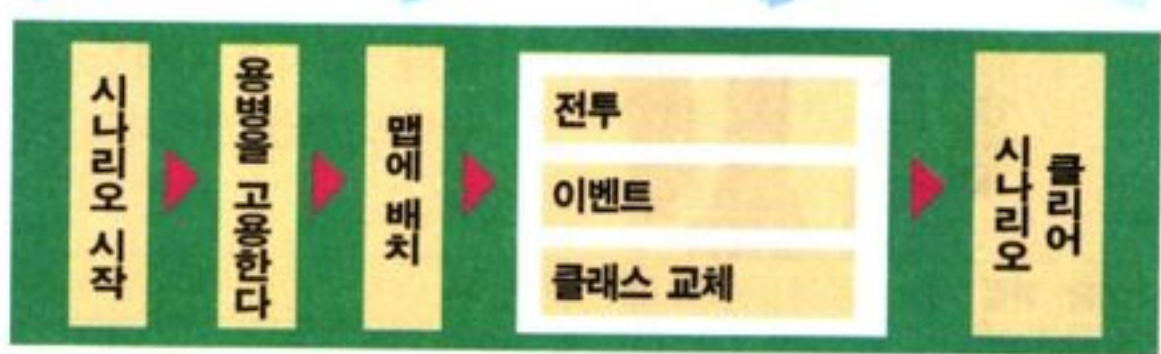 시나리오 시작
용병을 고용한다
맵에 배치
전투
이벤트
클래스 교체
시나리오
클리어